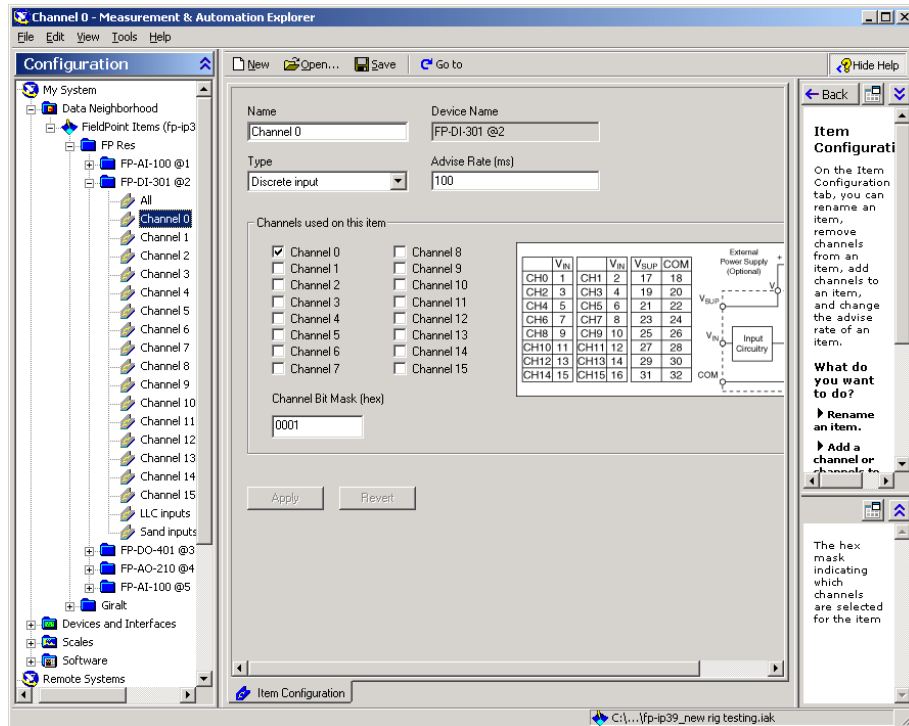 Channel 0 - Measurement & Automation Explorer
File Edit View Tools Help
Configuration
New Open... Save Go to Hide Help
My System
Data Neighborhood
FieldPoint Items (fp-ip3
FP Res
FP-AI-100 @1
FP-DI-301 @2
All
Channel 0
Channel 1
Channel 2
Channel 3
Channel 4
Channel 5
Channel 6
Channel 7
Channel 8
Channel 9
Channel 10
Channel 11
Channel 12
Channel 13
Channel 14
Channel 15
LLC inputs
Sand inputs
FP-DO-401 @3
FP-AO-210 @4
FP-AI-100 @5
Giralt
Devices and Interfaces
Scales
Software
Remote Systems
Name
Channel 0
Device Name
FP-DI-301 @2
Type
Discrete input
Advise Rate (ms)
100
Channels used on this item
Channel 0
Channel 1
Channel 2
Channel 3
Channel 4
Channel 5
Channel 6
Channel 7
Channel 8
Channel 9
Channel 10
Channel 11
Channel 12
Channel 13
Channel 14
Channel 15
Channel Bit Mask (hex)
0001
VIN VIN VSUP COM
CH0 1 CH1 2 17 18
CH2 3 CH3 4 19 20
CH4 5 CH5 6 21 22
CH6 7 CH7 8 23 24
CH8 9 CH9 10 25 26
CH10 11 CH11 12 27 28
CH12 13 CH13 14 29 30
CH14 15 CH15 16 31 32
External
Power Supply
(Optional)
+
V
VSUP
VIN
Input
Circuitry
COM
Apply Revert
Item Configuration
Back
Item
Configurati
On the Item
Configuration
tab, you can
rename an
item,
remove
channels
from an
item, add
channels to
an item,
and change
the advise
rate of an
item.
What do
you want
to do?
Rename
an item.
Add a
channel or
channels to
The hex
mask
indicating
which
channels
are selected
for the item
C:\...\fp-ip39_new rig testing.iak